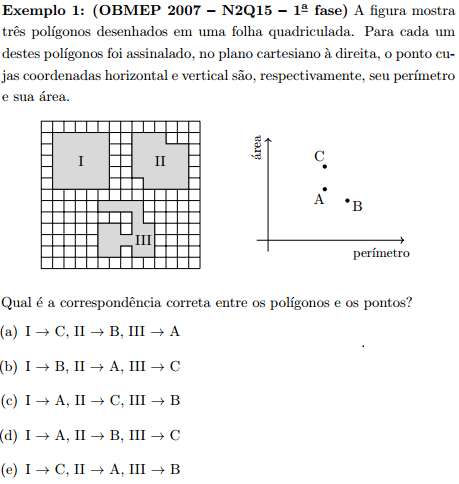 Exemplo 1: (OBMEP 2007 – N2Q15 – 1ª fase) A figura mostra
três polígonos desenhados em uma folha quadriculada. Para cada um
destes polígonos foi assinalado, no plano cartesiano à direita, o ponto cu-
jas coordenadas horizontal e vertical são, respectivamente, seu perímetro
e sua área.
I
II
III
área
C
A
B
perímetro
Qual é a correspondência correta entre os polígonos e os pontos?
(a) I → C, II → B, III → A
(b) I → B, II → A, III → C
(c) I → A, II → C, III → B
(d) I → A, II → B, III → C
(e) I → C, II → A, III → B